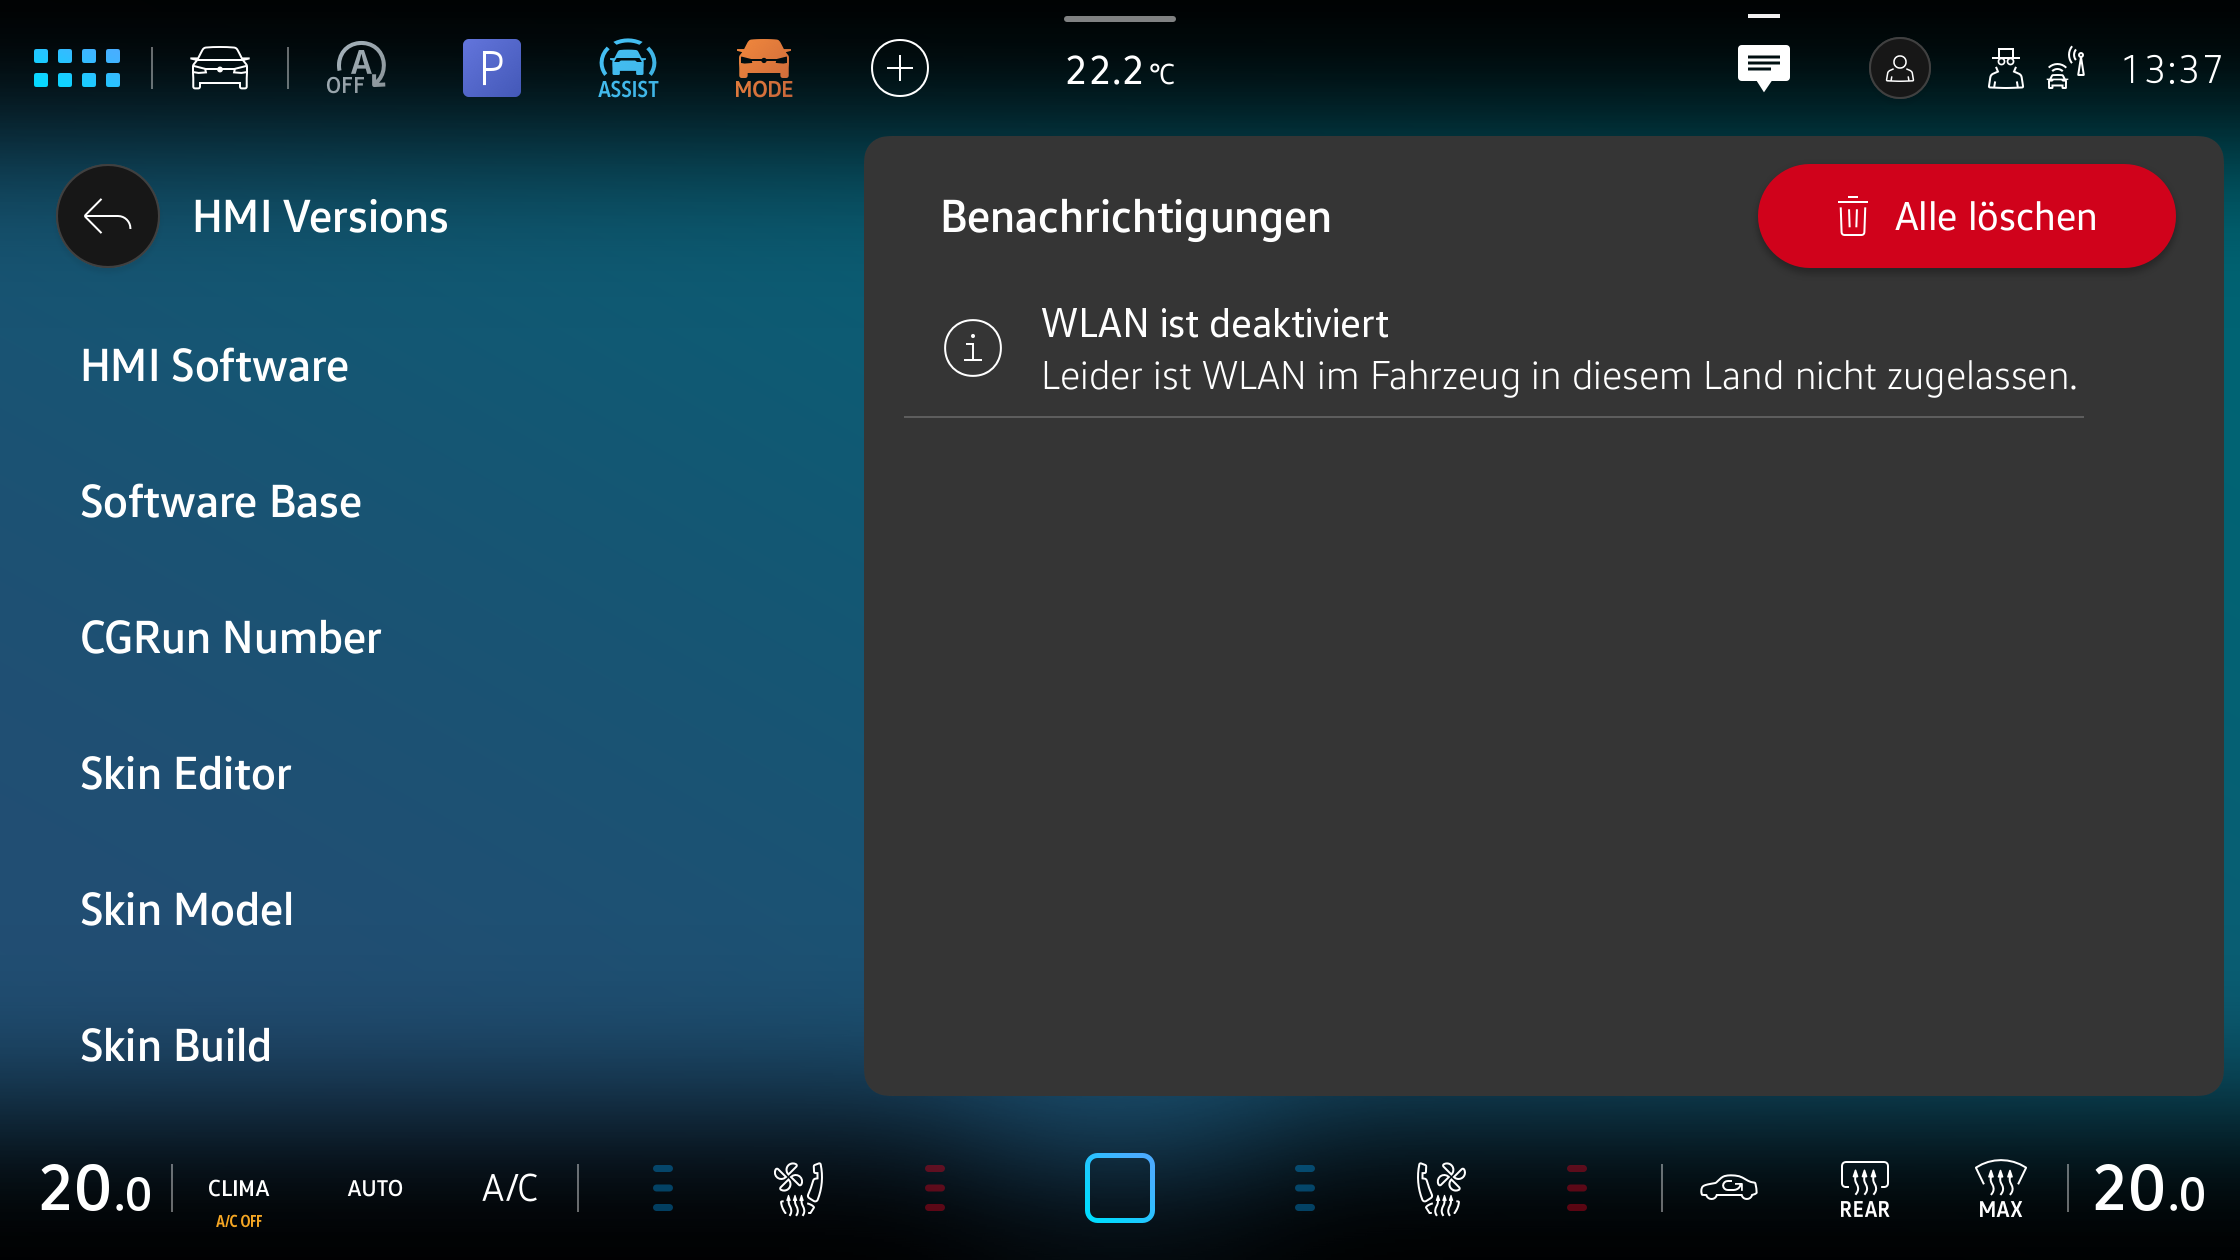 A
OFF
P
ASSIST
MODE
22.2 °C
13:37
HMI Versions
HMI Software
Software Base
CGRun Number
Skin Editor
Skin Model
Skin Build
Benachrichtigungen
Alle löschen
WLAN ist deaktiviert
Leider ist WLAN im Fahrzeug in diesem Land nicht zugelassen.
20.0
CLIMA
A/C OFF
AUTO
A/C
REAR
MAX
20.0